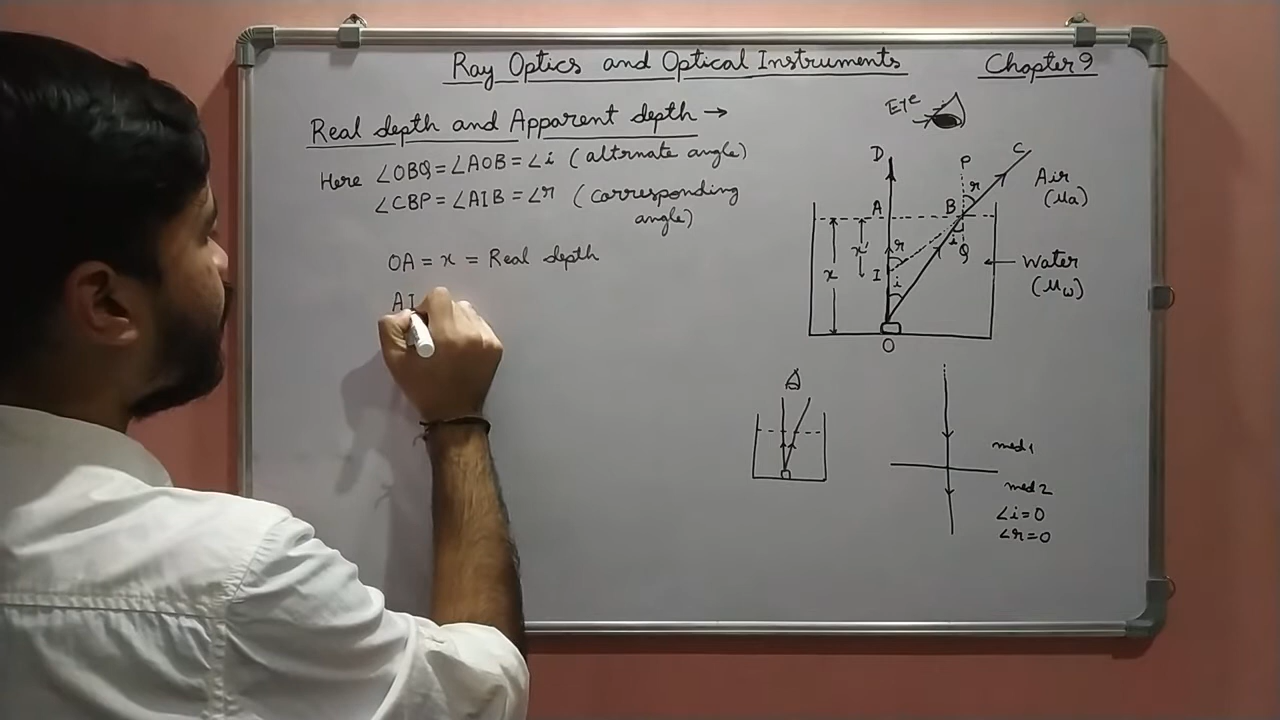 Ray Optics and Optical Instruments Chapter 9
Real depth and Apparent depth →
Here ∠OBQ = ∠AOB = ∠i (altrnate angle)
∠CBP = ∠AIB = ∠r (corresponding
angle)
OA = x = Real depth
AI
Eye
D
P
C
r
Air
(μa)
A
B
x
x'
r
i
Q
I
i
Water
(μw)
O
med 1
med 2
∠i = 0
∠r = 0